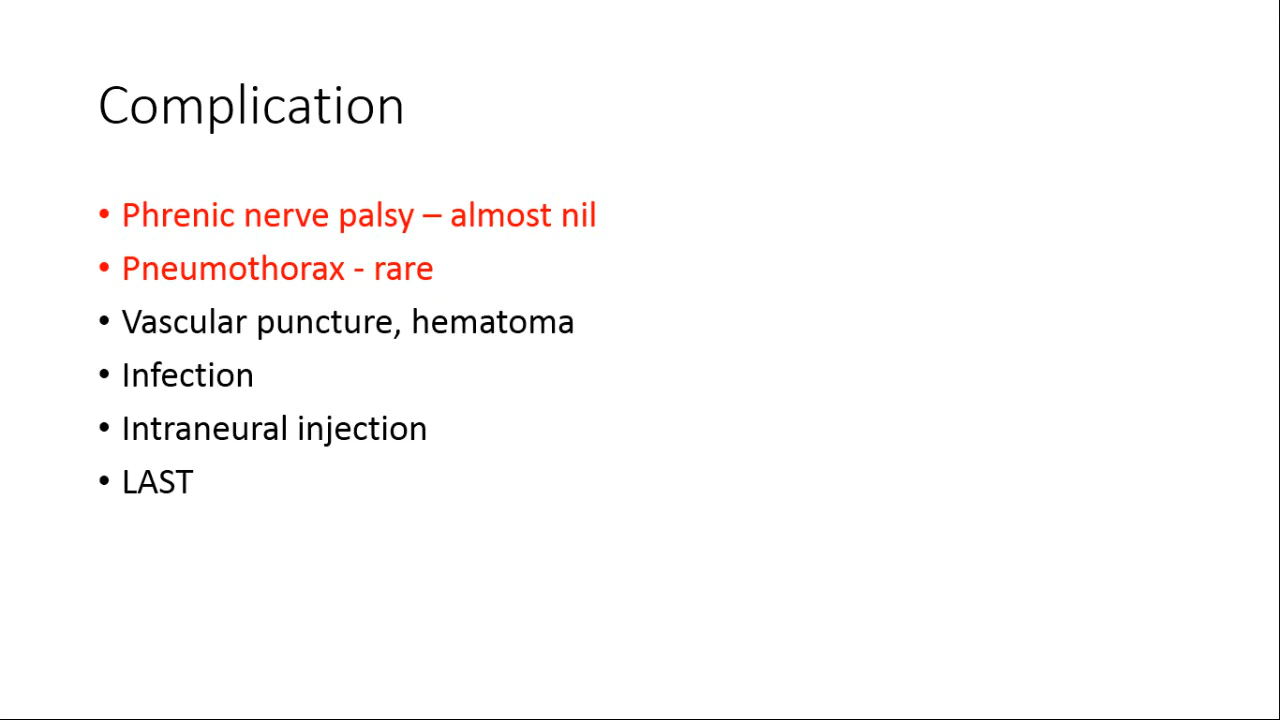 Complication
• Phrenic nerve palsy – almost nil
• Pneumothorax - rare
• Vascular puncture, hematoma
• Infection
• Intraneural injection
• LAST